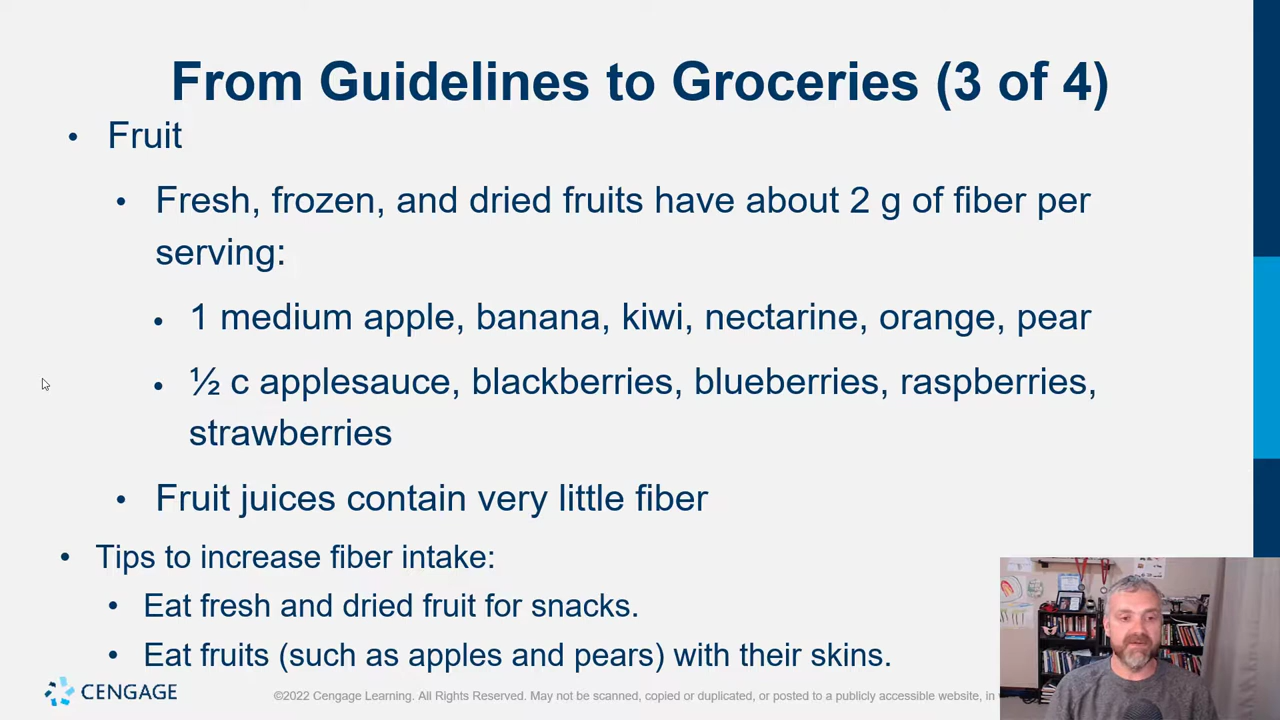 From Guidelines to Groceries (3 of 4)
• Fruit
• Fresh, frozen, and dried fruits have about 2 g of fiber per
serving:
• 1 medium apple, banana, kiwi, nectarine, orange, pear
• ½ c applesauce, blackberries, blueberries, raspberries,
strawberries
• Fruit juices contain very little fiber
• Tips to increase fiber intake:
• Eat fresh and dried fruit for snacks.
• Eat fruits (such as apples and pears) with their skins.
CENGAGE
©2022 Cengage Learning. All Rights Reserved. May not be scanned, copied or duplicated, or posted to a publicly accessible website, in